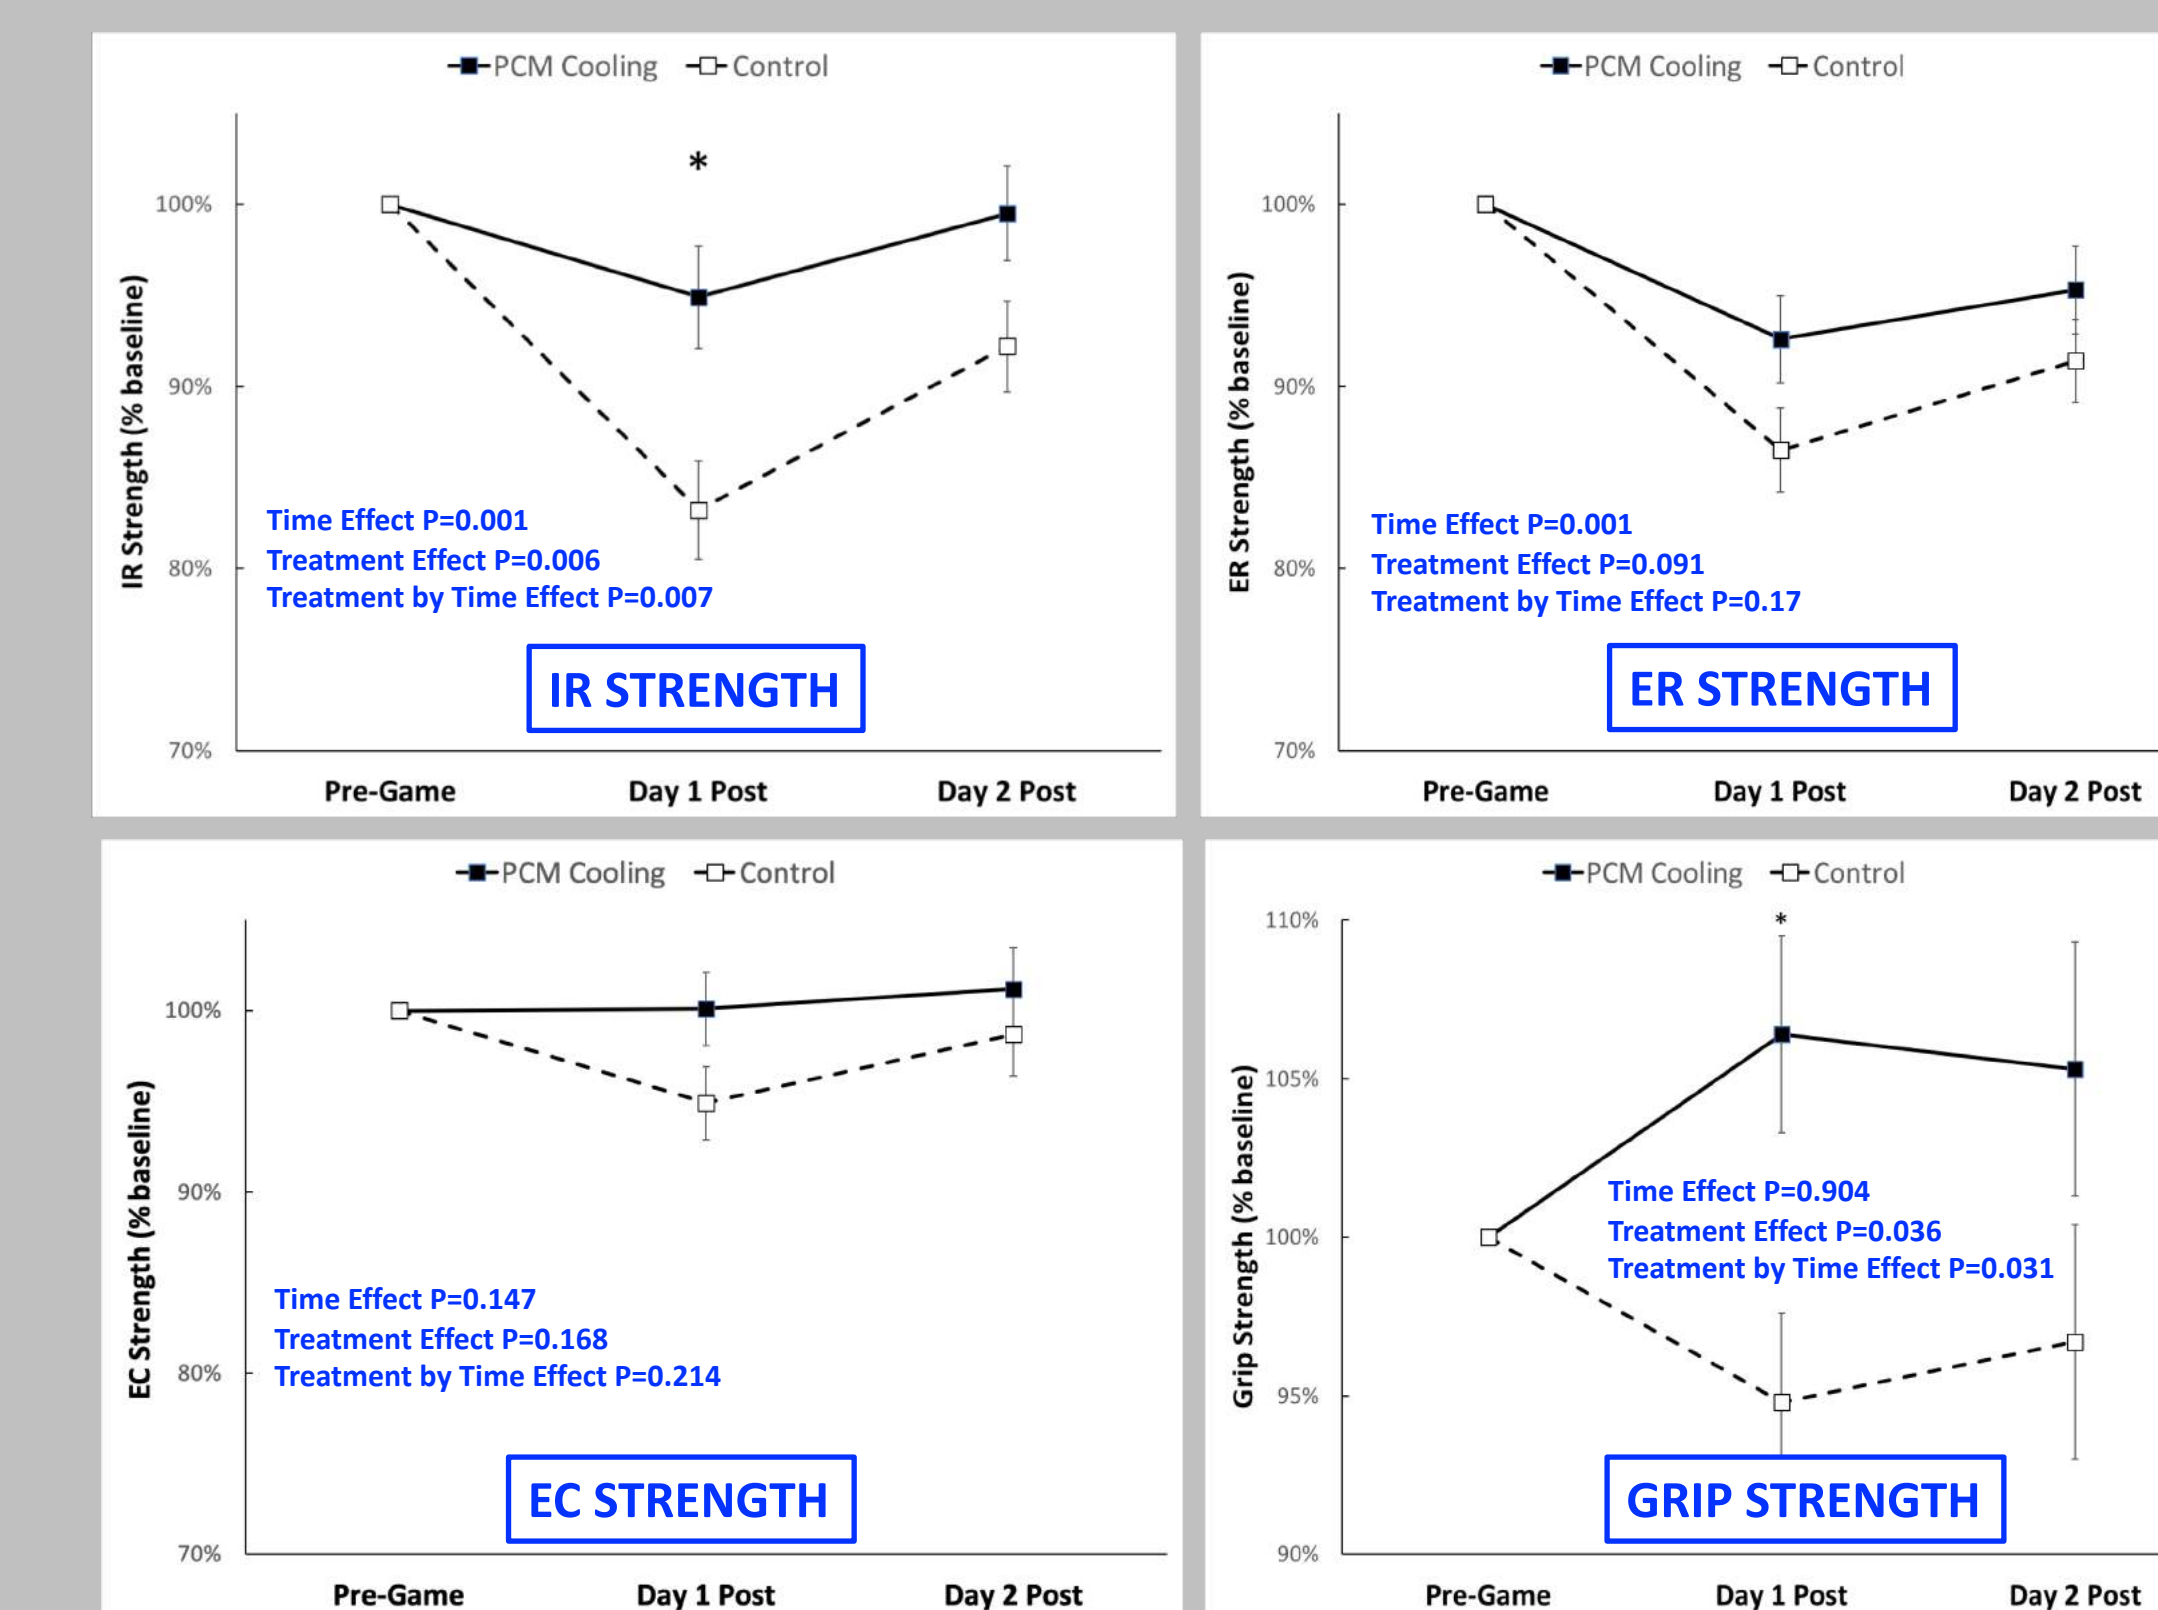 PCM Cooling Control
*
100%
90%
80%
70%
IR Strength (% baseline)
Time Effect P=0.001
Treatment Effect P=0.006
Treatment by Time Effect P=0.007
IR STRENGTH
Pre-Game Day 1 Post Day 2 Post
PCM Cooling Control
100%
90%
80%
70%
ER Strength (% baseline)
Time Effect P=0.001
Treatment Effect P=0.091
Treatment by Time Effect P=0.17
ER STRENGTH
Pre-Game Day 1 Post Day 2 Post
PCM Cooling Control
100%
90%
80%
70%
EC Strength (% baseline)
Time Effect P=0.147
Treatment Effect P=0.168
Treatment by Time Effect P=0.214
EC STRENGTH
Pre-Game Day 1 Post Day 2 Post
PCM Cooling Control
*
110%
105%
100%
95%
90%
Grip Strength (% baseline)
Time Effect P=0.904
Treatment Effect P=0.036
Treatment by Time Effect P=0.031
GRIP STRENGTH
Pre-Game Day 1 Post Day 2 Post